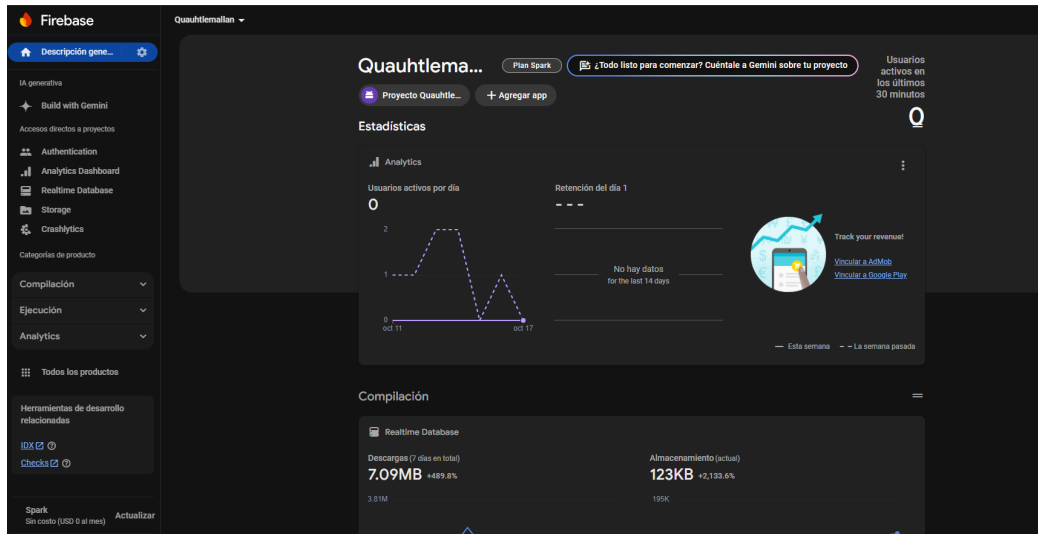 Firebase
Descripción gene...
IA generativa
Build with Gemini
Accesos directos a proyectos
Authentication
Analytics Dashboard
Realtime Database
Storage
Crashlytics
Categorías de producto
Compilación
Ejecución
Analytics
Todos los productos
Herramientas de desarrollo
relacionadas
IDX
Checks
Spark
Sin costo (USD 0 al mes)
Actualizar
Quauhtlemallan
Quauhtlema...
Plan Spark
¿Todo listo para comenzar? Cuéntale a Gemini sobre tu proyecto
Usuarios
activos en
los últimos
30 minutos
0
Proyecto Quauhtle...
+ Agregar app
Estadísticas
Analytics
Usuarios activos por día
0
2
1
0
oct 11
oct 17
Retención del día 1
- - -
No hay datos
for the last 14 days
Track your revenue!
Vincular a AdMob
Vincular a Google Play
Esta semana
La semana pasada
Compilación
Realtime Database
Descargas (7 días en total)
7.09MB +489.8%
3.81M
Almacenamiento (actual)
123KB +2,133.6%
195K